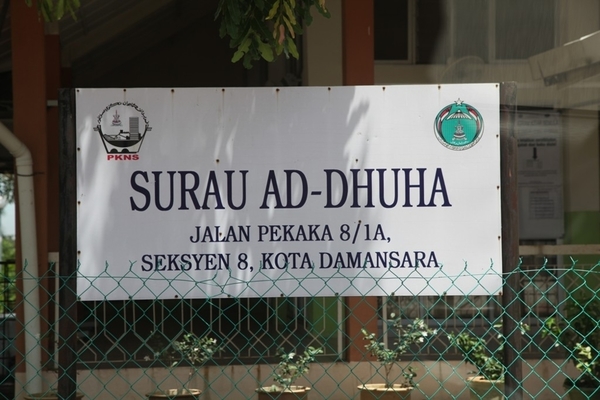 PKNS
SURAU AD-DHUHA
JALAN PEKAKA 8/1A,
SEKSYEN 8, KOTA DAMANSARA